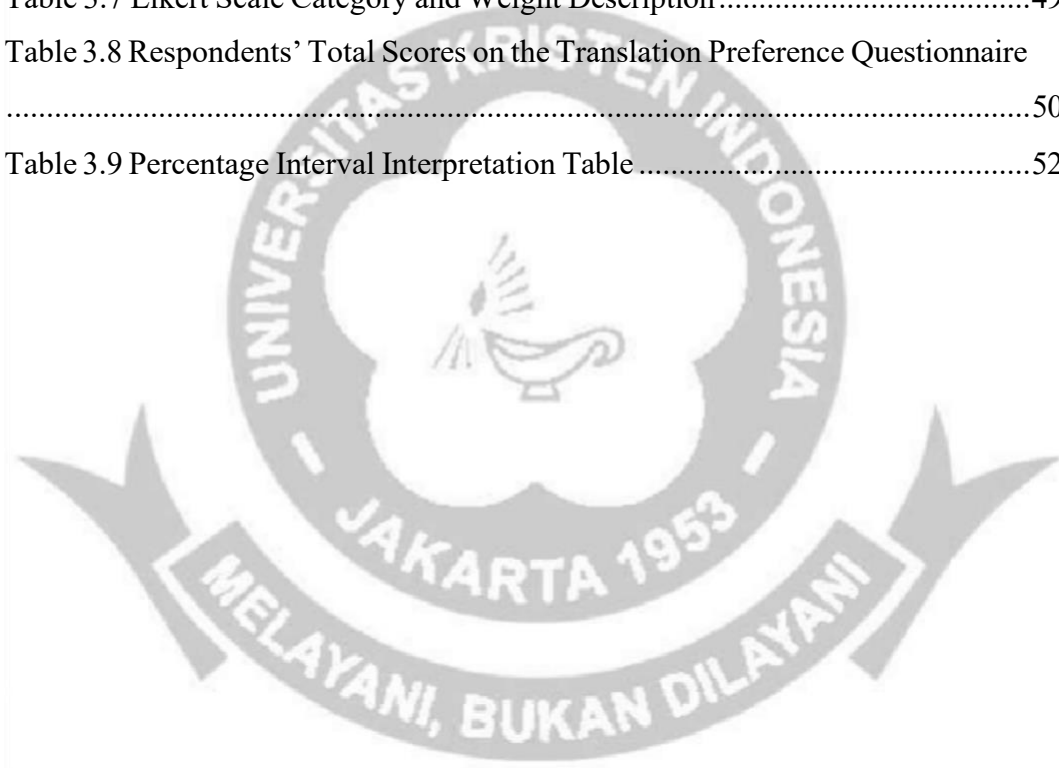 Table 3.7 Likert Scale Category and Weight Description....................................49
Table 3.8 Respondents’ Total Scores on the Translation Preference Questionnaire
................................................................................................................................50
Table 3.9 Percentage Interval Interpretation Table.................................................52
UNIVERSITAS KRISTEN INDONESIA
- JAKARTA 1953 -
MELAYANI, BUKAN DILAYANI